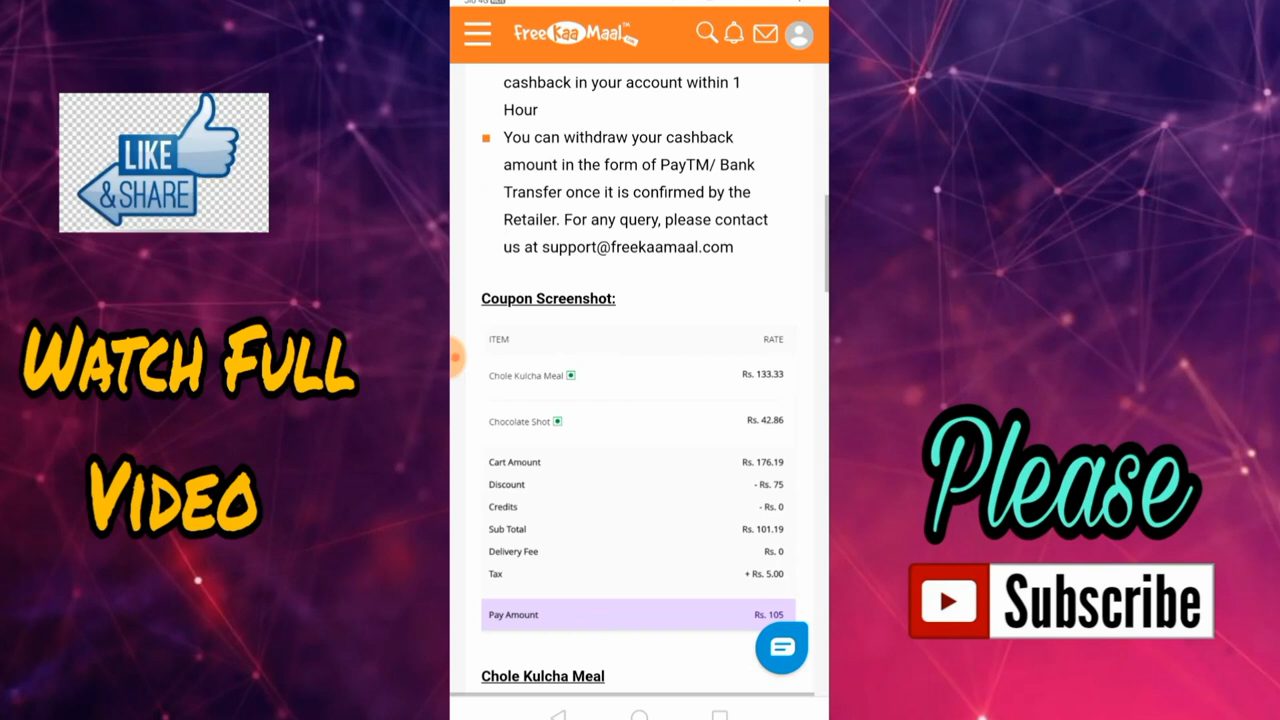 Free Kaa Maal
LIKE
& SHARE
WATCH FULL
VIDEO
cashback in your account within 1
Hour
You can withdraw your cashback
amount in the form of PayTM/ Bank
Transfer once it is confirmed by the
Retailer. For any query, please contact
us at support@freekaamaal.com
Coupon Screenshot:
ITEM RATE
Chole Kulcha Meal Rs. 133.33
Chocolate Shot Rs. 42.86
Cart Amount Rs. 176.19
Discount - Rs. 75
Credits - Rs. 0
Sub Total Rs. 101.19
Delivery Fee Rs. 0
Tax + Rs. 5.00
Pay Amount Rs. 105
Chole Kulcha Meal
Please
Subscribe